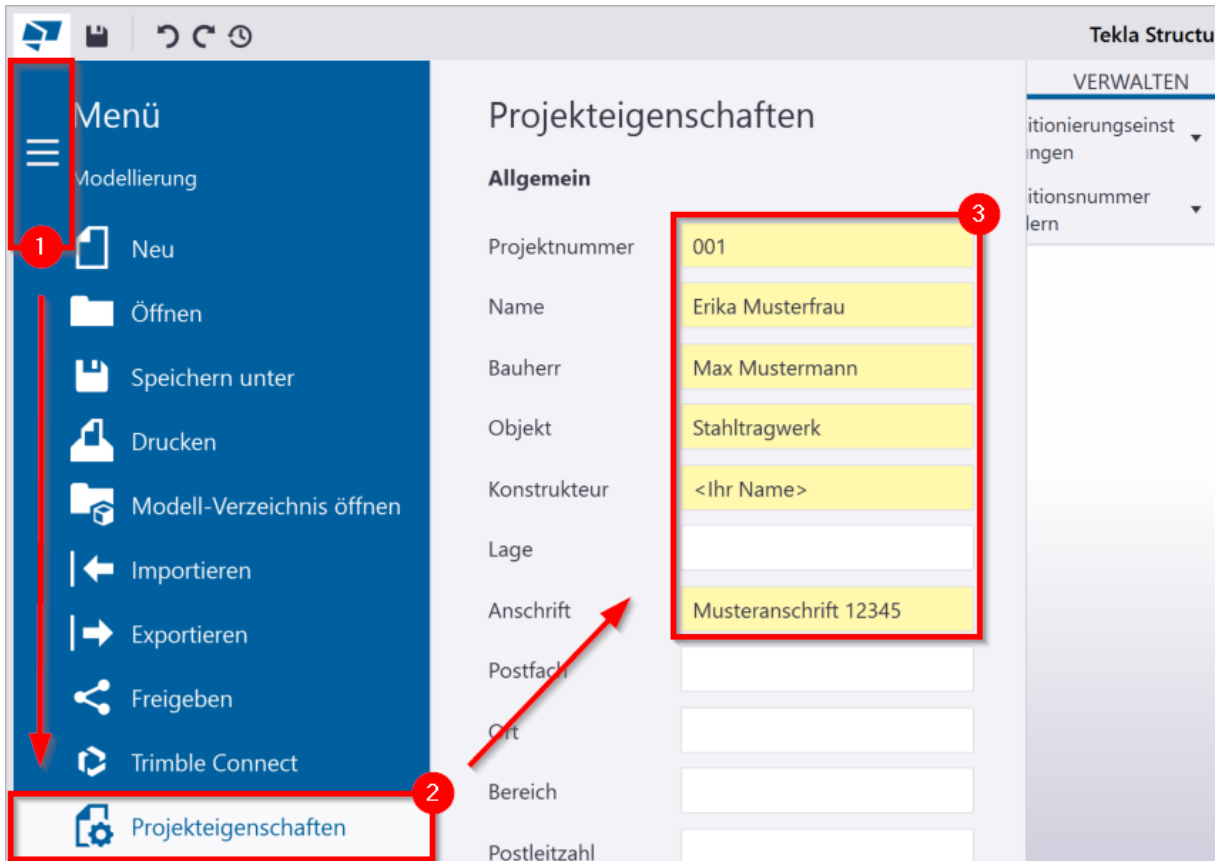 Tekla Structu
Menü
Modellierung
1
Neu
Öffnen
Speichern unter
Drucken
Modell-Verzeichnis öffnen
Importieren
Exportieren
Freigeben
Trimble Connect
2
Projekteigenschaften
Projekteigenschaften
Allgemein
3
Projektnummer 001
Name Erika Musterfrau
Bauherr Max Mustermann
Objekt Stahltragwerk
Konstrukteur <Ihr Name>
Lage
Anschrift Musteranschrift 12345
Postfach
Ort
Bereich
Postleitzahl
VERWALTEN
itionierungseinst
ungen
itionsnummer
dern